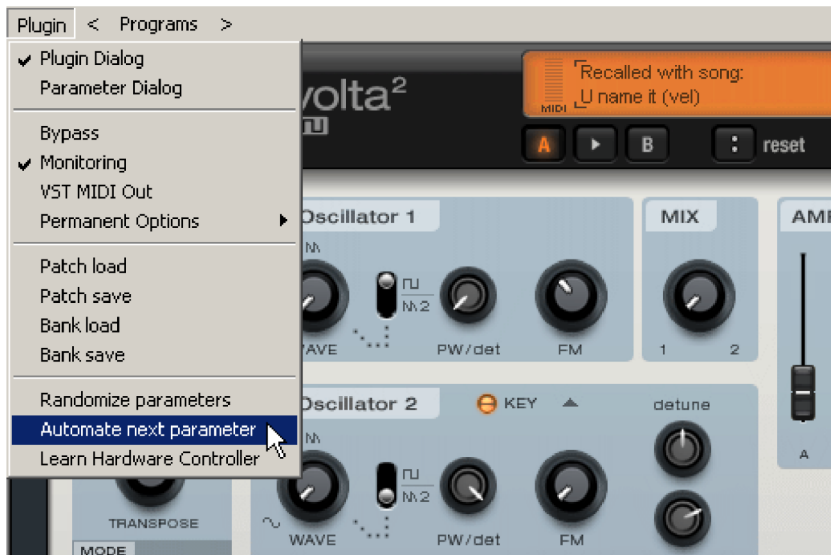 Plugin < Programs >
Plugin Dialog
Parameter Dialog
Bypass
Monitoring
VST MIDI Out
Permanent Options
Patch load
Patch save
Bank load
Bank save
Randomize parameters
Automate next parameter
Learn Hardware Controller
volta²
Recalled with song:
U name it (vel)
MIDI
A
B
reset
Oscillator 1
MIX
AMP
2
AVE
PW/det
FM
1
2
A
Oscillator 2
KEY
detune
2
TRANSPOSE
WAVE
PW/det
FM
MODE